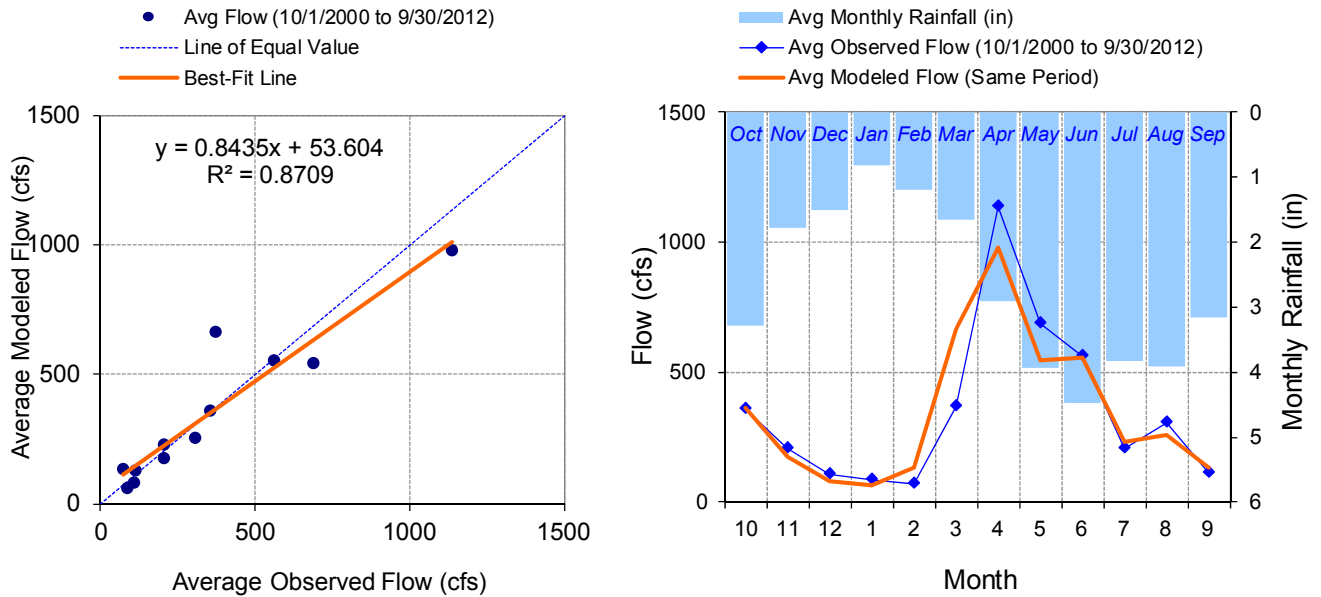 Avg Flow (10/1/2000 to 9/30/2012)
Line of Equal Value
Best-Fit Line
y = 0.8435x + 53.604
R² = 0.8709
Average Modeled Flow (cfs)
1500
1000
500
0
0 500 1000 1500
Average Observed Flow (cfs)
Avg Monthly Rainfall (in)
Avg Observed Flow (10/1/2000 to 9/30/2012)
Avg Modeled Flow (Same Period)
Flow (cfs)
1500
1000
500
0
Oct Nov Dec Jan Feb Mar Apr May Jun Jul Aug Sep
0
1
2
3
4
5
6
Monthly Rainfall (in)
10 11 12 1 2 3 4 5 6 7 8 9
Month